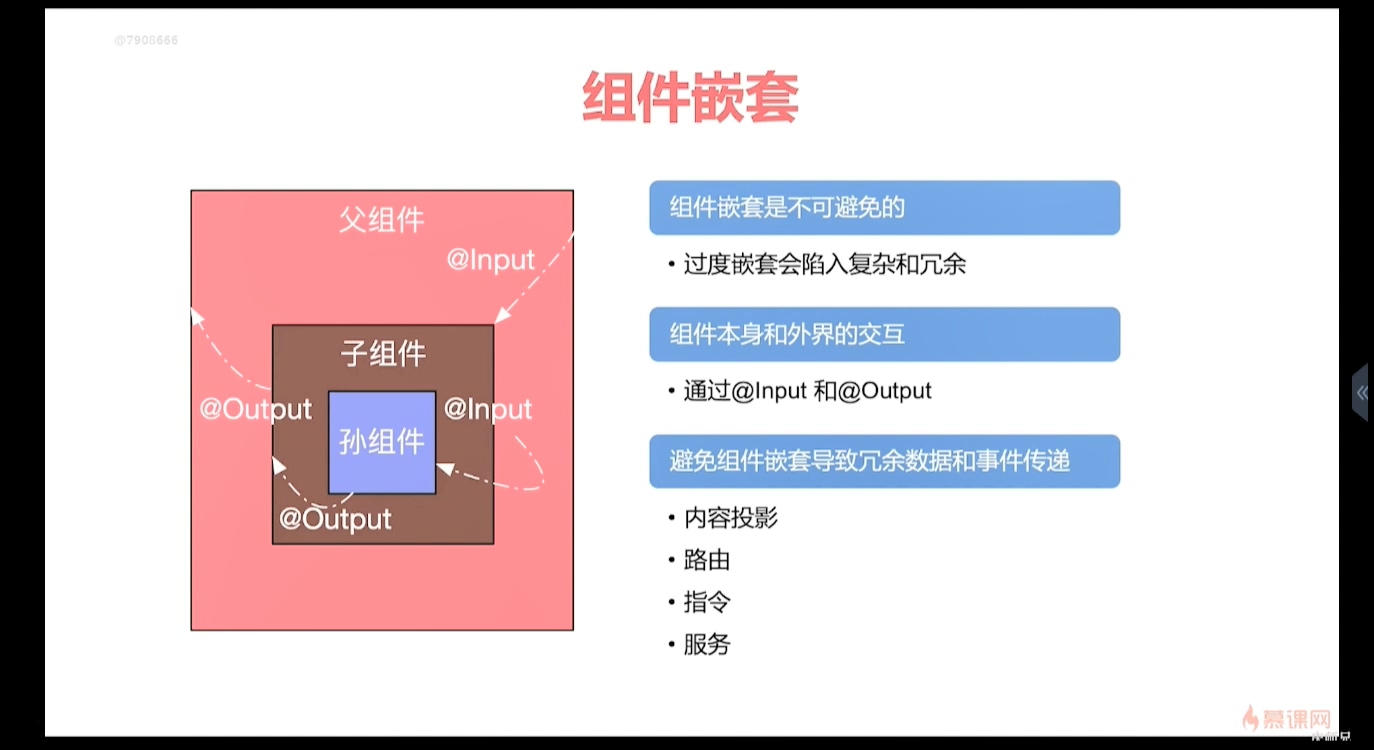 @7908666
组件嵌套
父组件
@Input
子组件
@Output
孙组件
@Input
@Output
组件嵌套是不可避免的
• 过度嵌套会陷入复杂和冗余
组件本身和外界的交互
• 通过@Input 和@Output
避免组件嵌套导致冗余数据和事件传递
• 内容投影
• 路由
• 指令
• 服务
慕课网